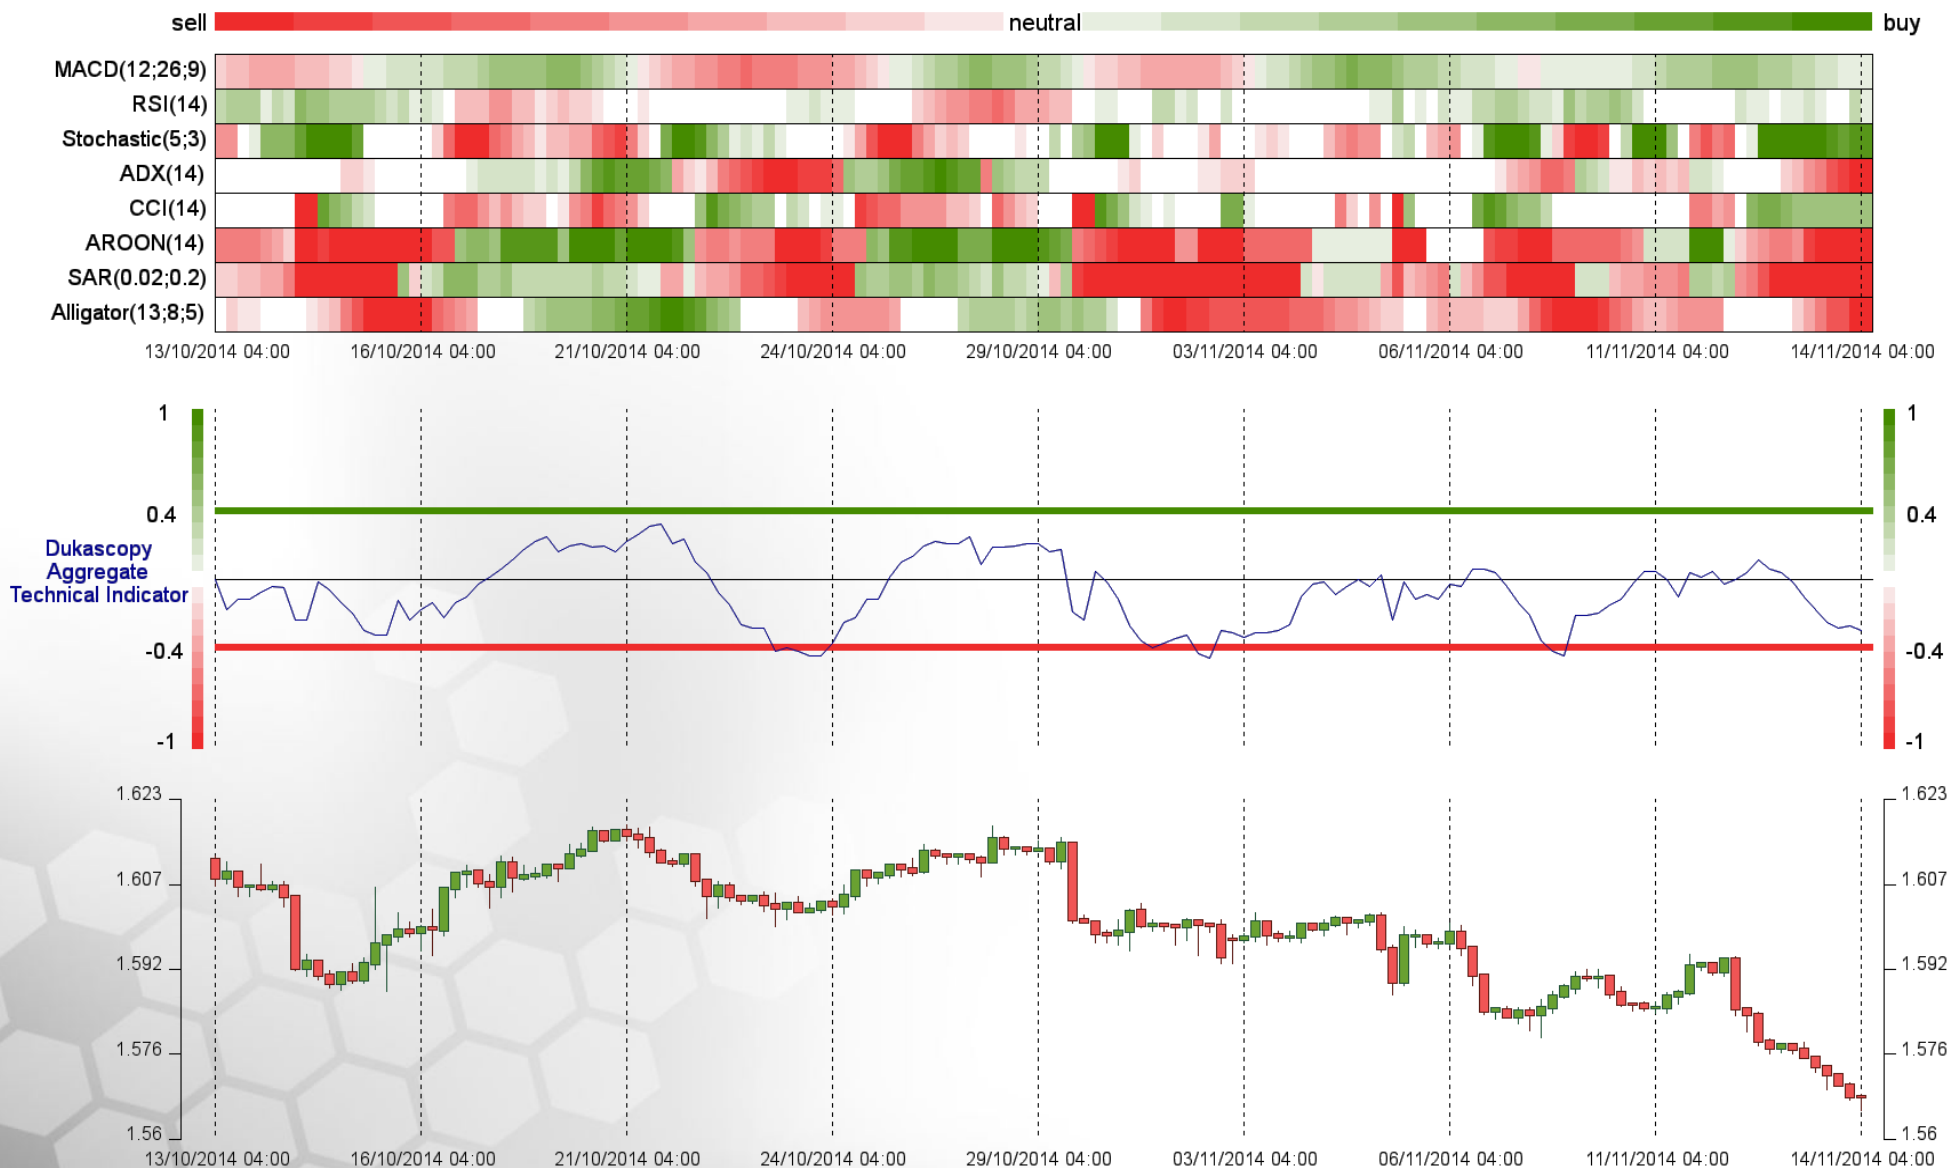 sell neutral buy
MACD(12;26;9)
RSI(14)
Stochastic(5;3)
ADX(14)
CCI(14)
AROON(14)
SAR(0.02;0.2)
Alligator(13;8;5)
13/10/2014 04:00 16/10/2014 04:00 21/10/2014 04:00 24/10/2014 04:00 29/10/2014 04:00 03/11/2014 04:00 06/11/2014 04:00 11/11/2014 04:00 14/11/2014 04:00
1 1
0.4 0.4
Dukascopy
Aggregate
Technical Indicator
-0.4 -0.4
-1 -1
1.623 1.623
1.607 1.607
1.592 1.592
1.576 1.576
1.56 1.56
13/10/2014 04:00 16/10/2014 04:00 21/10/2014 04:00 24/10/2014 04:00 29/10/2014 04:00 03/11/2014 04:00 06/11/2014 04:00 11/11/2014 04:00 14/11/2014 04:00